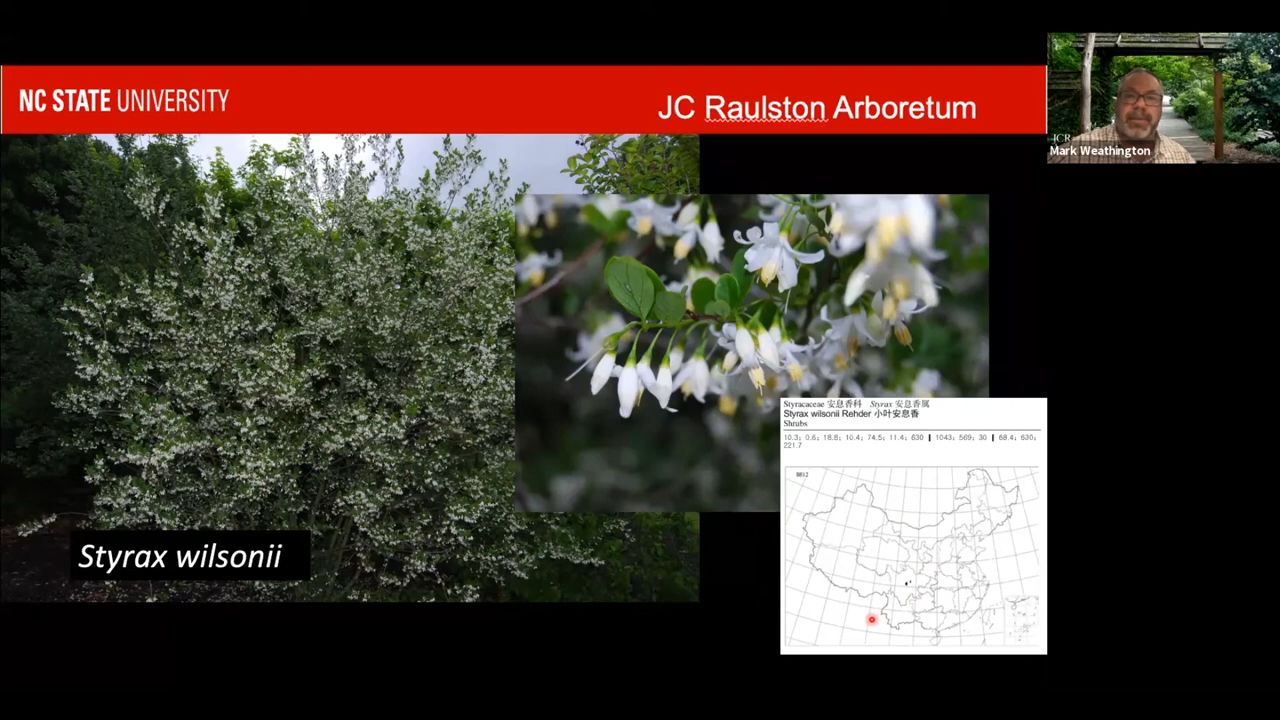 NC STATE UNIVERSITY
JC Raulston Arboretum
JCR
Mark Weathington
Styracaceae 安息香科 Styrax 安息香属
Styrax wilsonii Rehder 小叶安息香
Shrubs
10.3; 0.6; 18.8; 10.4; 74.5; 11.4; 630 ‖ 1043; 569; 30 ‖ 68.4; 630;
221.7
8812
Styrax wilsonii